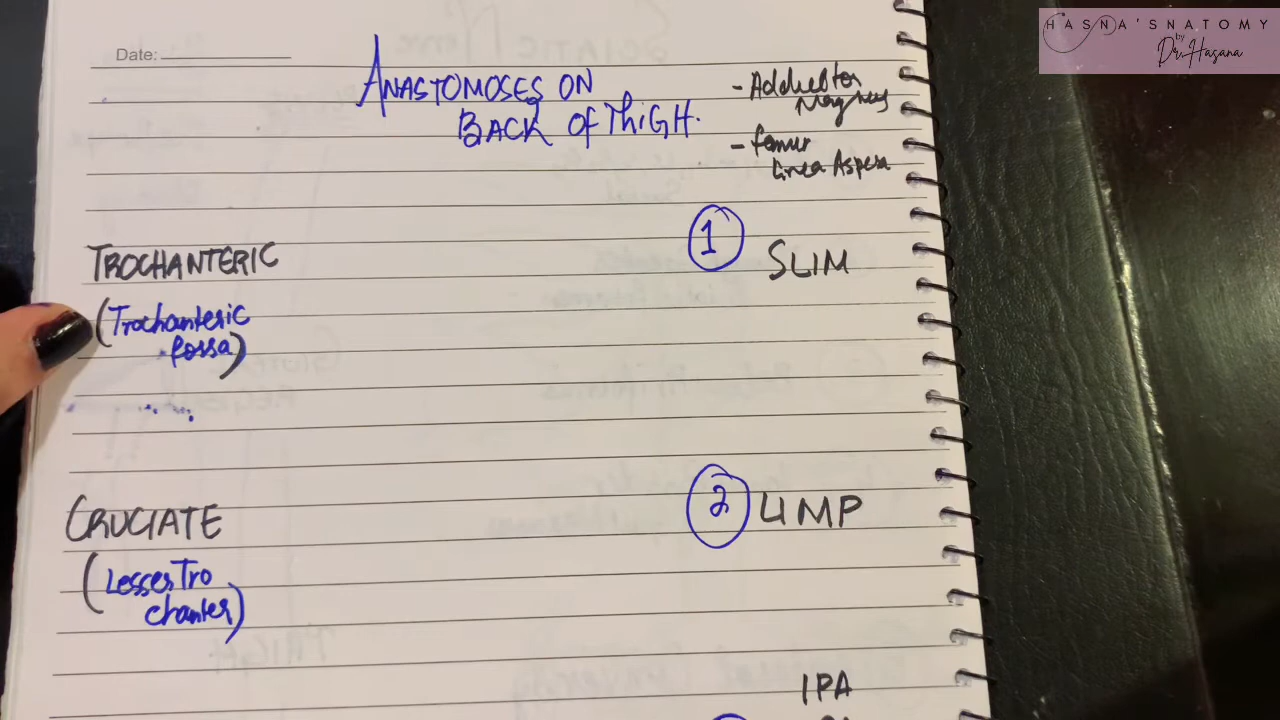 HASNA'SNATOMY
by
Dr.Hasana
Date:
ANASTOMOSES ON
BACK Of THiGH.
- Adductor
Magnus
- femur
Linea Aspera
1
TROCHANTERIC
SLIM
(Trochanteric
fossa)
2
CRUCIATE
LIMP
(Lesser Tro
chanter)
IPA